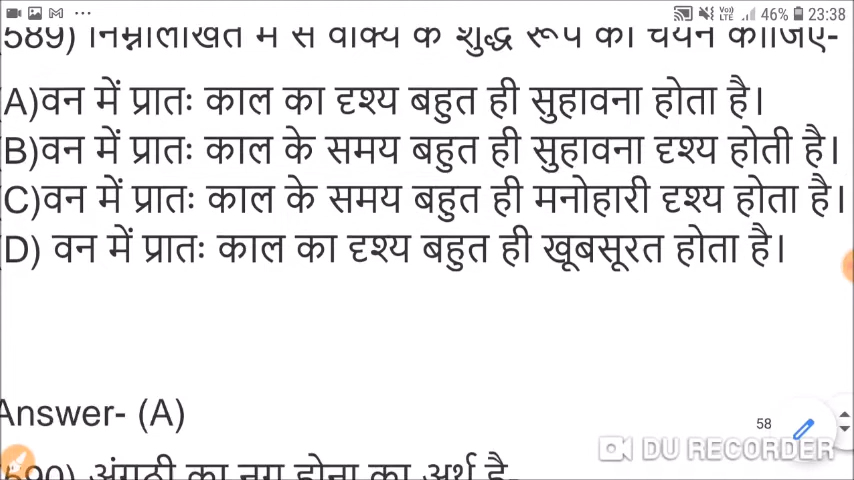 46% 23:38
589) निम्नलिखित में से वाक्य के शुद्ध रूप का चयन कीजिए-
A)वन में प्रातः काल का दृश्य बहुत ही सुहावना होता है।
B)वन में प्रातः काल के समय बहुत ही सुहावना दृश्य होती है।
C)वन में प्रातः काल के समय बहुत ही मनोहारी दृश्य होता है।
D) वन में प्रातः काल का दृश्य बहुत ही खूबसूरत होता है।
Answer- (A)
58
DU RECORDER
590) अंगूठी का नग होना का अर्थ है-